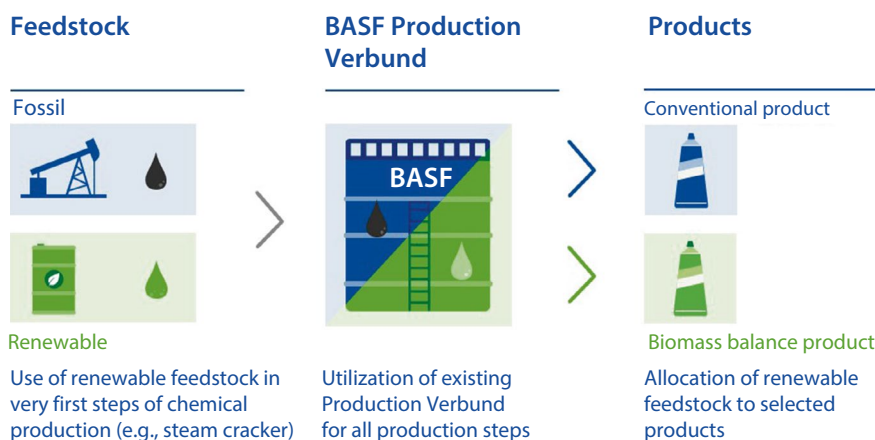 Feedstock
BASF Production
Verbund
Products
Fossil
Conventional product
BASF
Renewable
Biomass balance product
Use of renewable feedstock in
very first steps of chemical
production (e.g., steam cracker)
Utilization of existing
Production Verbund
for all production steps
Allocation of renewable
feedstock to selected
products